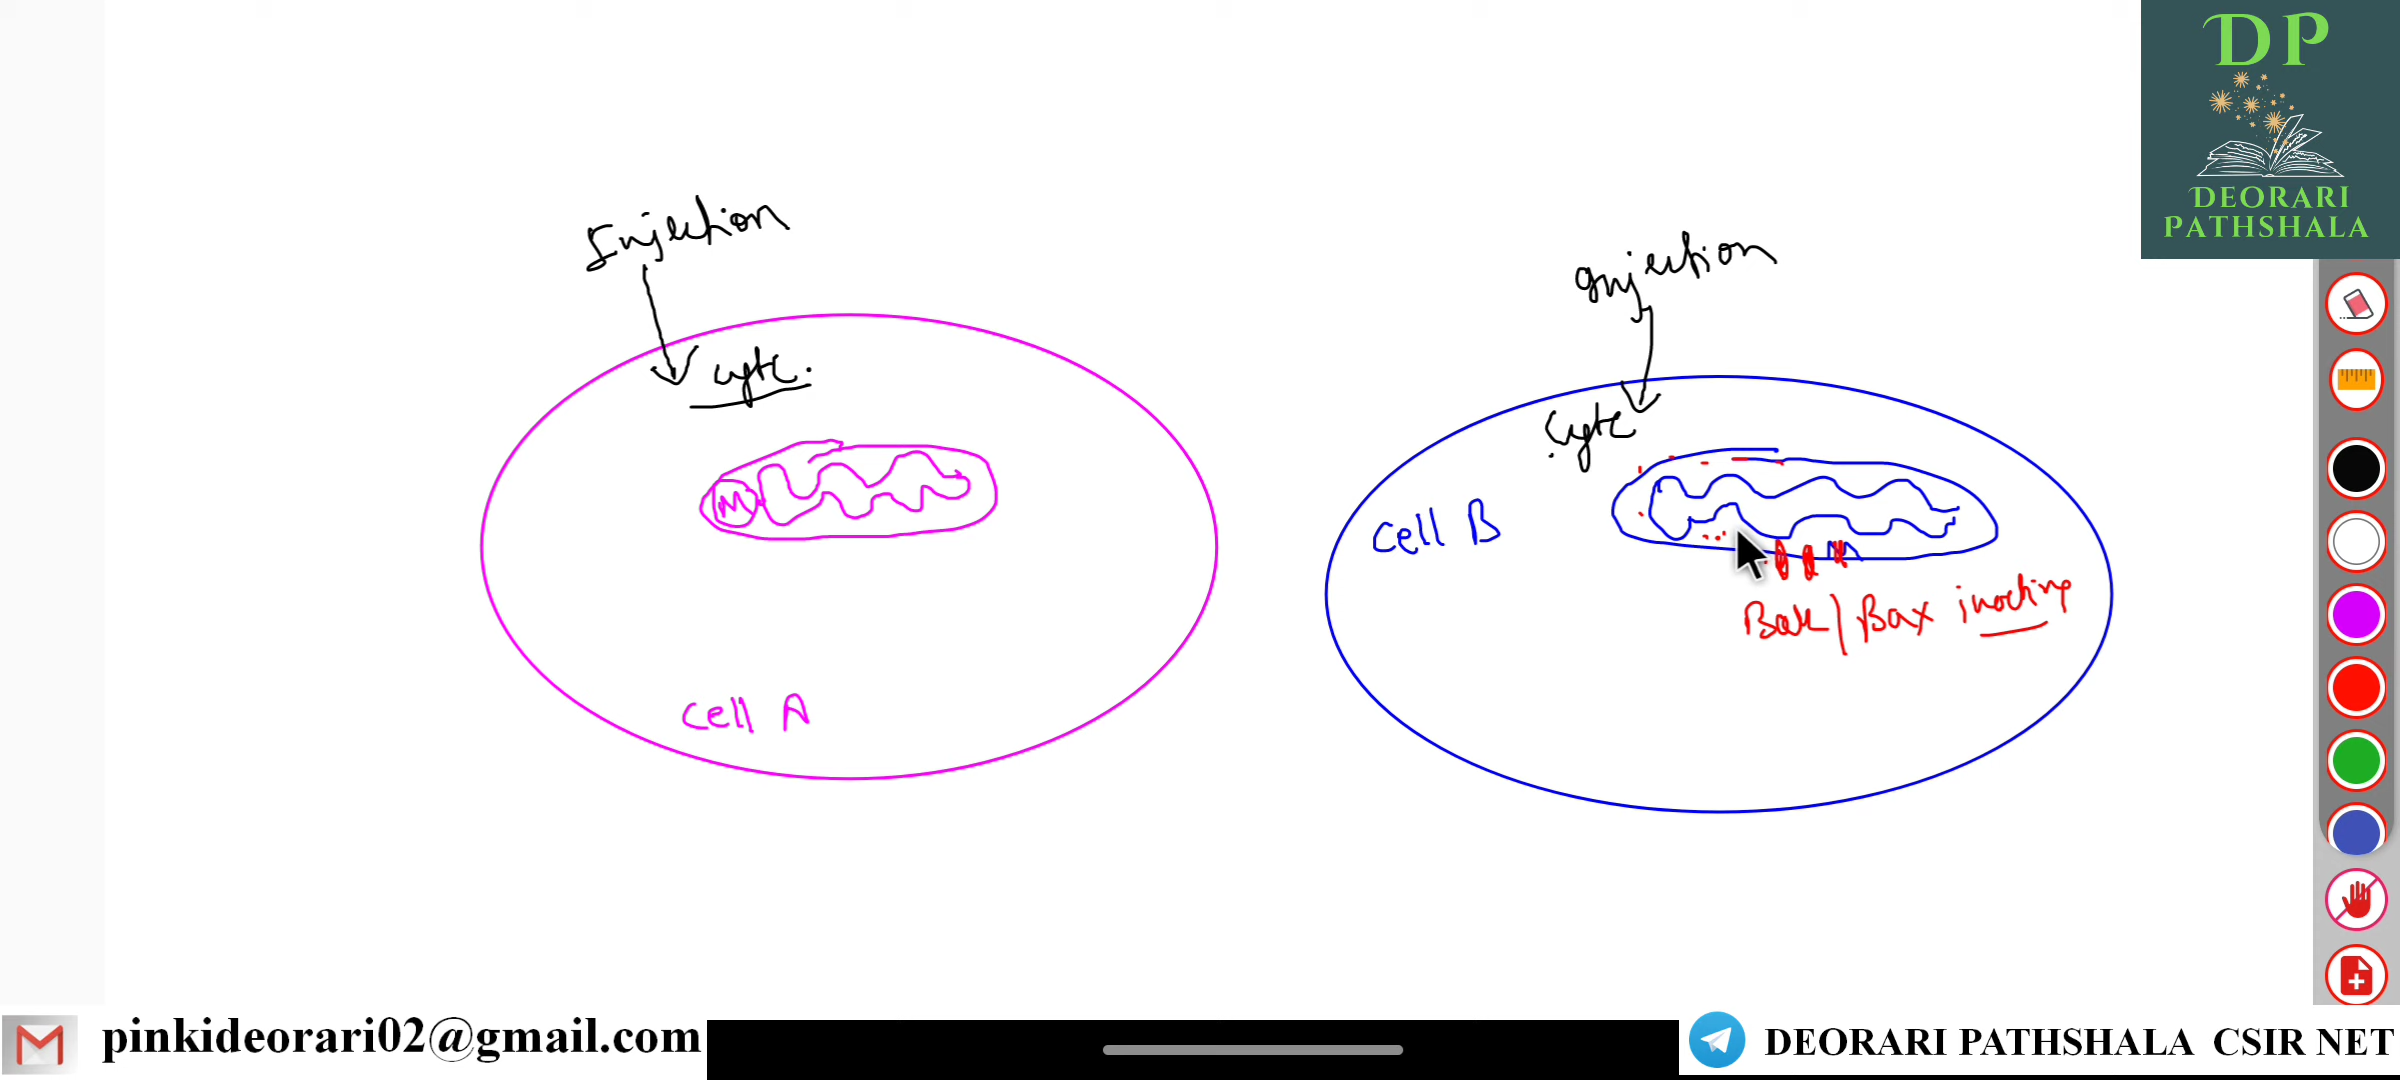 DP
DEORARI
PATHSHALA
Injection
Injection
cytc.
cytc
M
cell B
M
Bak/Bax inactive
cell A
pinkideorari02@gmail.com
DEORARI PATHSHALA CSIR NET